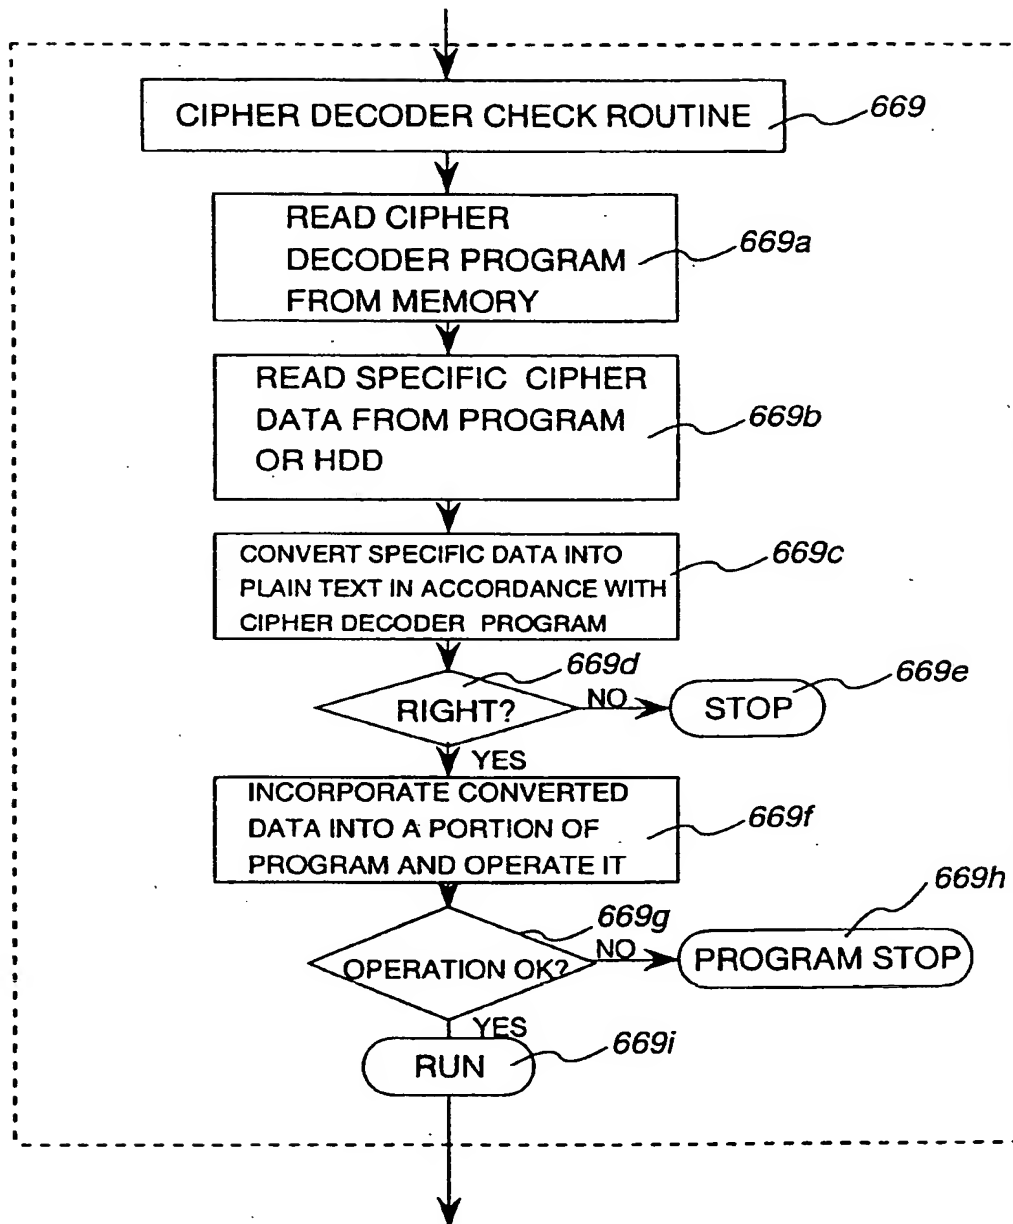 CIPHER DECODER CHECK ROUTINE
669
READ CIPHER
DECODER PROGRAM
FROM MEMORY
669a
READ SPECIFIC CIPHER
DATA FROM PROGRAM
OR HDD
669b
CONVERT SPECIFIC DATA INTO
PLAIN TEXT IN ACCORDANCE WITH
CIPHER DECODER PROGRAM
669c
669d
RIGHT?
NO
STOP
669e
YES
INCORPORATE CONVERTED
DATA INTO A PORTION OF
PROGRAM AND OPERATE IT
669f
669g
OPERATION OK?
NO
PROGRAM STOP
669h
YES
RUN
669i